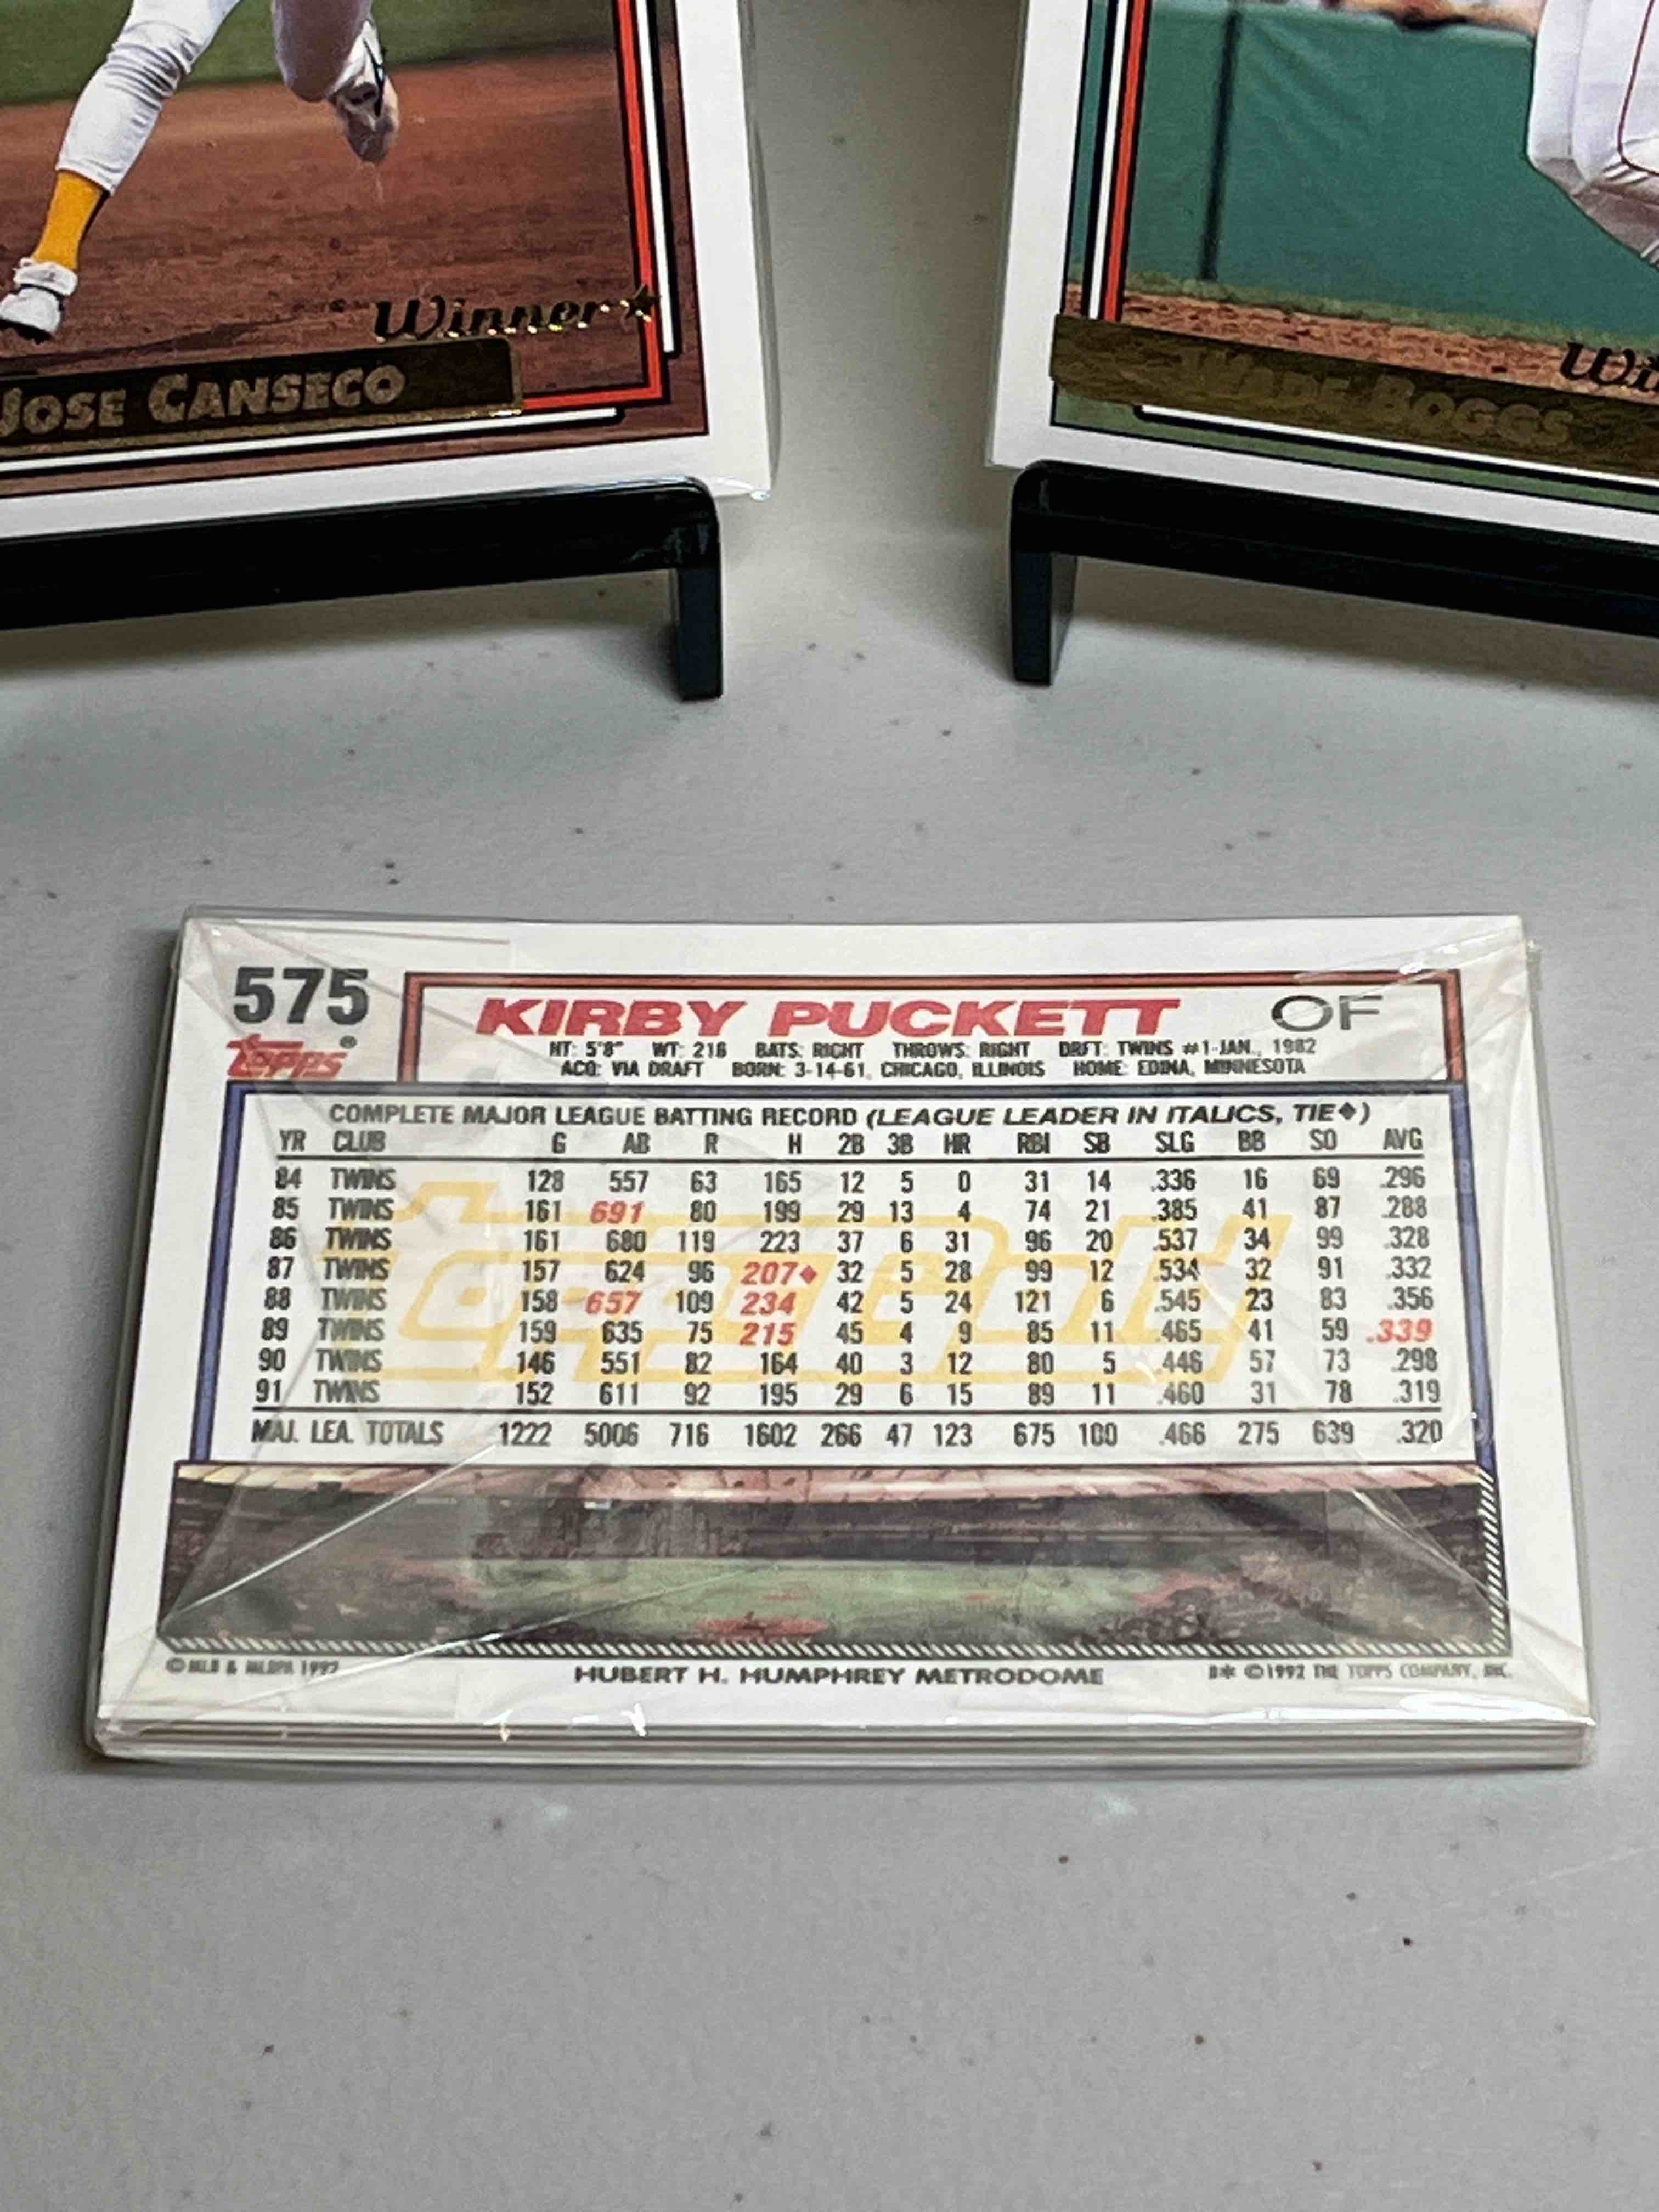 Winner
JOSE CANSECO
Wi
WADE BOGGS
575
Topps®
KIRBY PUCKETT OF
HT: 5'8" WT: 216 BATS: RIGHT THROWS: RIGHT DRFT: TWINS #1-JAN., 1982
ACQ: VIA DRAFT BORN: 3-14-61, CHICAGO, ILLINOIS HOME: EDINA, MINNESOTA
COMPLETE MAJOR LEAGUE BATTING RECORD (LEAGUE LEADER IN ITALICS, TIE♦)
YR CLUB G AB R H 2B 3B HR RBI SB SLG BB SO AVG
84 TWINS 128 557 63 165 12 5 0 31 14 .336 16 69 .296
85 TWINS 161 691 80 199 29 13 4 74 21 .385 41 87 .288
86 TWINS 161 680 119 223 37 6 31 96 20 .537 34 99 .328
87 TWINS 157 624 96 207♦ 32 5 28 99 12 .534 32 91 .332
88 TWINS 158 657 109 234 42 5 24 121 6 .545 23 83 .356
89 TWINS 159 635 75 215 45 4 9 85 11 .465 41 59 .339
90 TWINS 146 551 82 164 40 3 12 80 5 .446 57 73 .298
91 TWINS 152 611 92 195 29 6 15 89 11 .460 31 78 .319
MAJ. LEA. TOTALS 1222 5006 716 1602 266 47 123 675 100 .466 275 639 .320
© MLB & MLBPA 1992
HUBERT H. HUMPHREY METRODOME
B* ©1992 THE TOPPS COMPANY, INC.